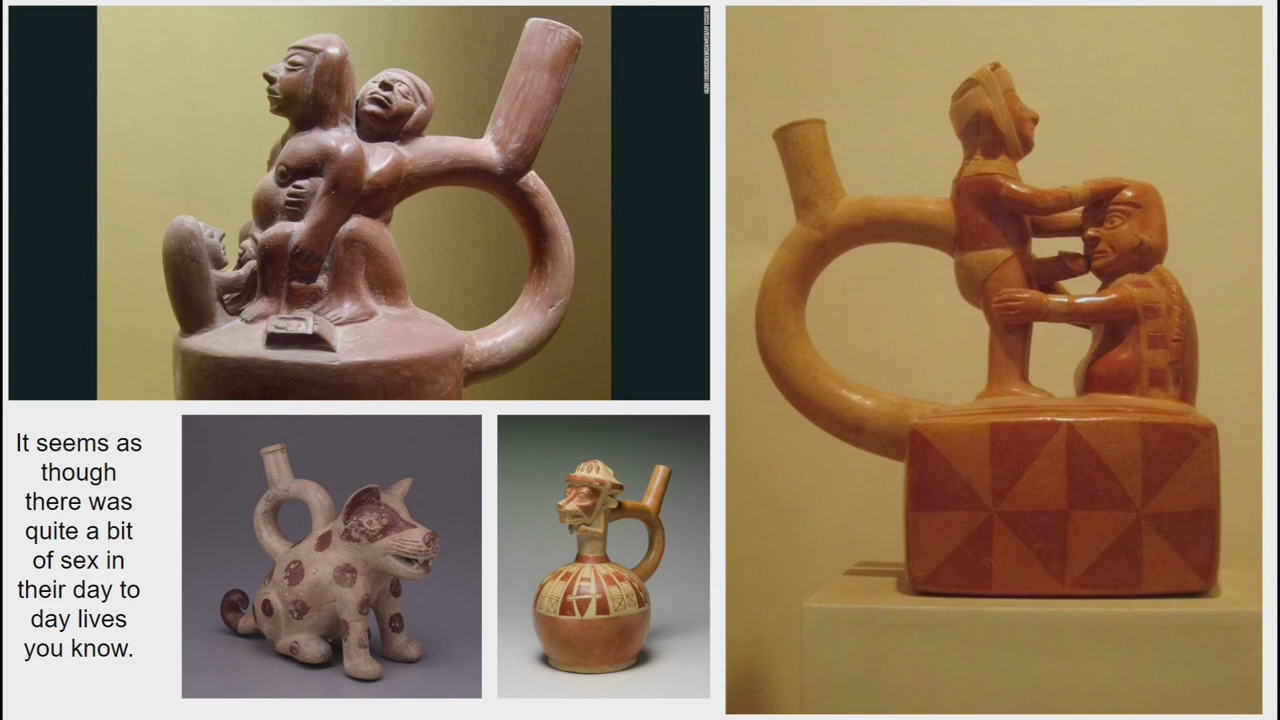 It seems as
though
there was
quite a bit
of sex in
their day to
day lives
you know.